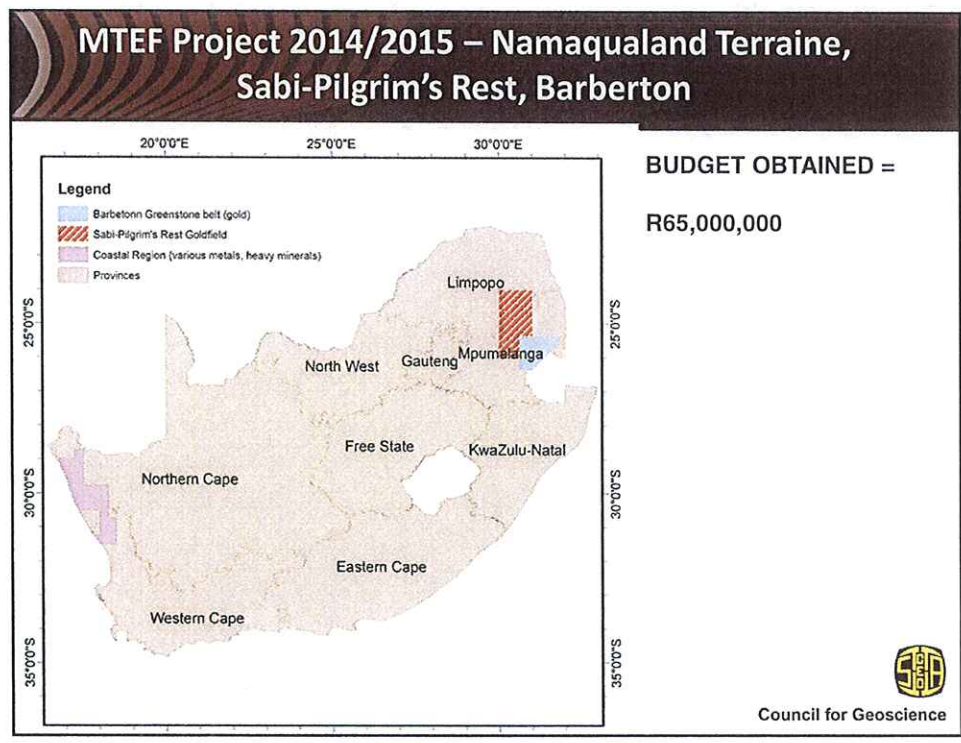 MTEF Project 2014/2015 – Namaqualand Terraine,
Sabi-Pilgrim's Rest, Barberton
20°0'0"E
25°0'0"E
30°0'0"E
BUDGET OBTAINED =
R65,000,000
Legend
Barbetonn Greenstone belt (gold)
Sabi-Pilgrim's Rest Goldfield
Coastal Region (various metals, heavy minerals)
Provinces
Limpopo
25°0'0"S
25°0'0"S
North West
Gauteng
Mpumalanga
Free State
KwaZulu-Natal
Northern Cape
30°0'0"S
30°0'0"S
Eastern Cape
Western Cape
35°0'0"S
35°0'0"S
Council for Geoscience